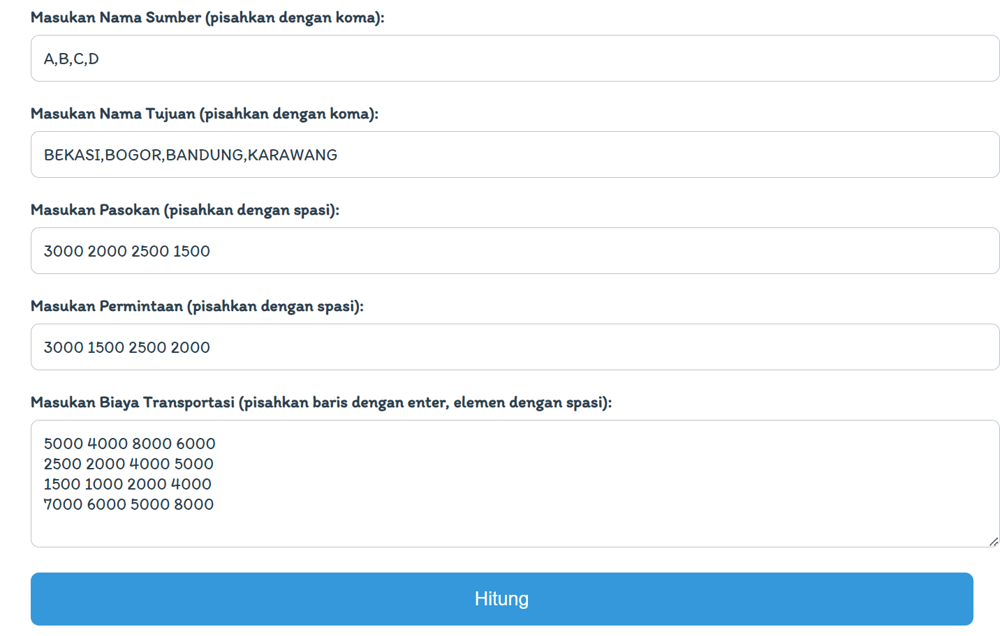 Masukan Nama Sumber (pisahkan dengan koma):
A,B,C,D
Masukan Nama Tujuan (pisahkan dengan koma):
BEKASI,BOGOR,BANDUNG,KARAWANG
Masukan Pasokan (pisahkan dengan spasi):
3000 2000 2500 1500
Masukan Permintaan (pisahkan dengan spasi):
3000 1500 2500 2000
Masukan Biaya Transportasi (pisahkan baris dengan enter, elemen dengan spasi):
5000 4000 8000 6000
2500 2000 4000 5000
1500 1000 2000 4000
7000 6000 5000 8000
Hitung